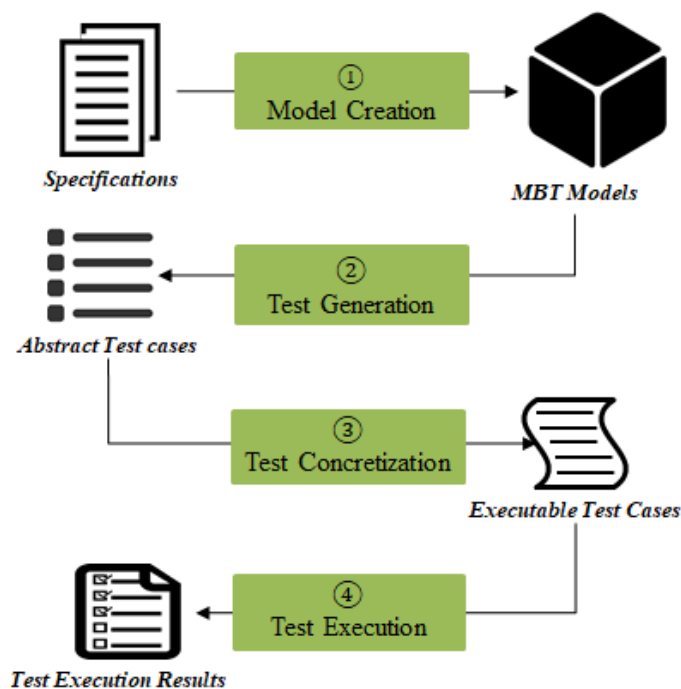 ①
Model Creation
Specifications
MBT Models
②
Test Generation
Abstract Test cases
③
Test Concretization
Executable Test Cases
④
Test Execution
Test Execution Results